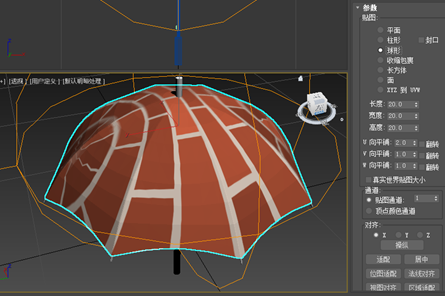 参数
贴图:
平面
柱形 封口
球形
收缩包裹
长方体
面
XYZ 到 UVW
长度: 20.0
宽度: 20.0
高度: 20.0
U 向平铺: 2.0 翻转
V 向平铺: 1.0 翻转
W 向平铺: 1.0 翻转
真实世界贴图大小
通道:
贴图通道: 1
顶点颜色通道
对齐:
X Y Z
操纵
适配 居中
位图适配 法线对齐
视图对齐 区域适配
+] [透视] [用户定义] [默认明暗处理]